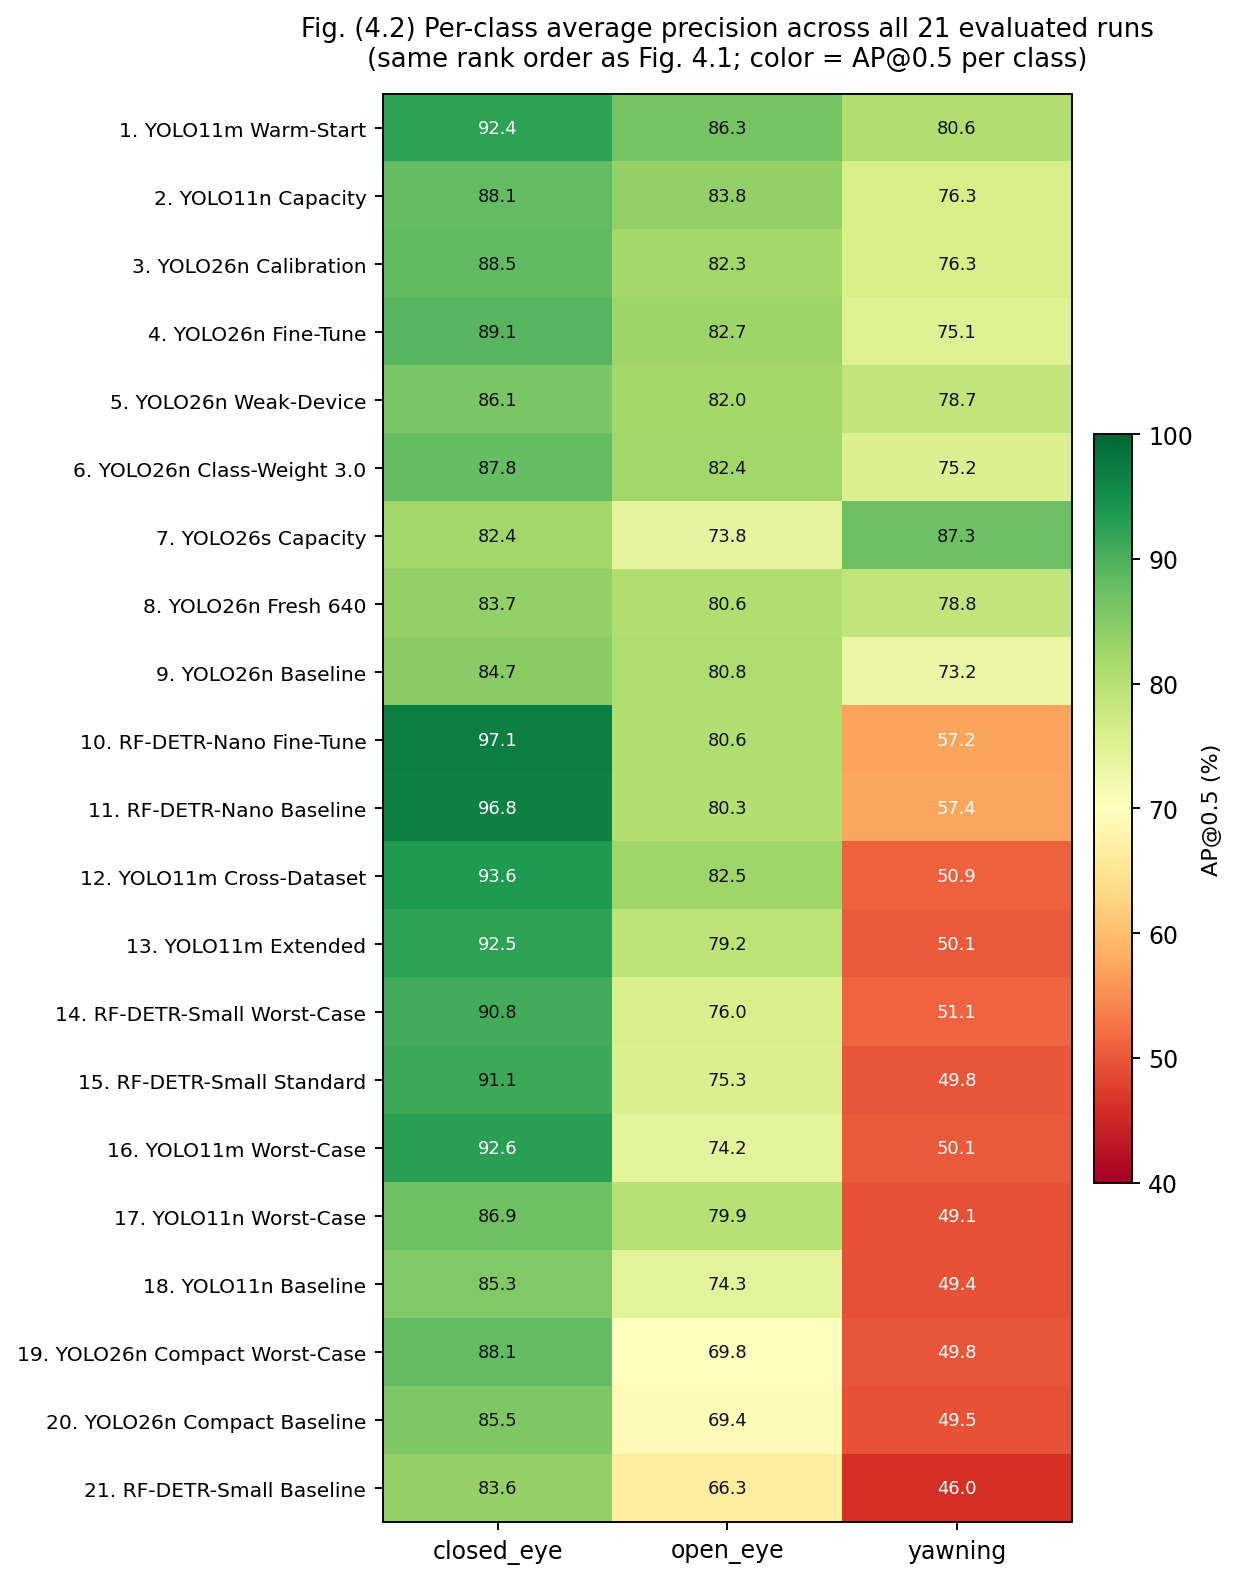 Fig. (4.2) Per-class average precision across all 21 evaluated runs
(same rank order as Fig. 4.1; color = AP@0.5 per class)
1. YOLO11m Warm-Start 92.4 86.3 80.6
2. YOLO11n Capacity 88.1 83.8 76.3
3. YOLO26n Calibration 88.5 82.3 76.3
4. YOLO26n Fine-Tune 89.1 82.7 75.1
5. YOLO26n Weak-Device 86.1 82.0 78.7
6. YOLO26n Class-Weight 3.0 87.8 82.4 75.2
7. YOLO26s Capacity 82.4 73.8 87.3
8. YOLO26n Fresh 640 83.7 80.6 78.8
9. YOLO26n Baseline 84.7 80.8 73.2
10. RF-DETR-Nano Fine-Tune 97.1 80.6 57.2
11. RF-DETR-Nano Baseline 96.8 80.3 57.4
12. YOLO11m Cross-Dataset 93.6 82.5 50.9
13. YOLO11m Extended 92.5 79.2 50.1
14. RF-DETR-Small Worst-Case 90.8 76.0 51.1
15. RF-DETR-Small Standard 91.1 75.3 49.8
16. YOLO11m Worst-Case 92.6 74.2 50.1
17. YOLO11n Worst-Case 86.9 79.9 49.1
18. YOLO11n Baseline 85.3 74.3 49.4
19. YOLO26n Compact Worst-Case 88.1 69.8 49.8
20. YOLO26n Compact Baseline 85.5 69.4 49.5
21. RF-DETR-Small Baseline 83.6 66.3 46.0
closed_eye open_eye yawning
100
90
80
70
60
50
40
AP@0.5 (%)